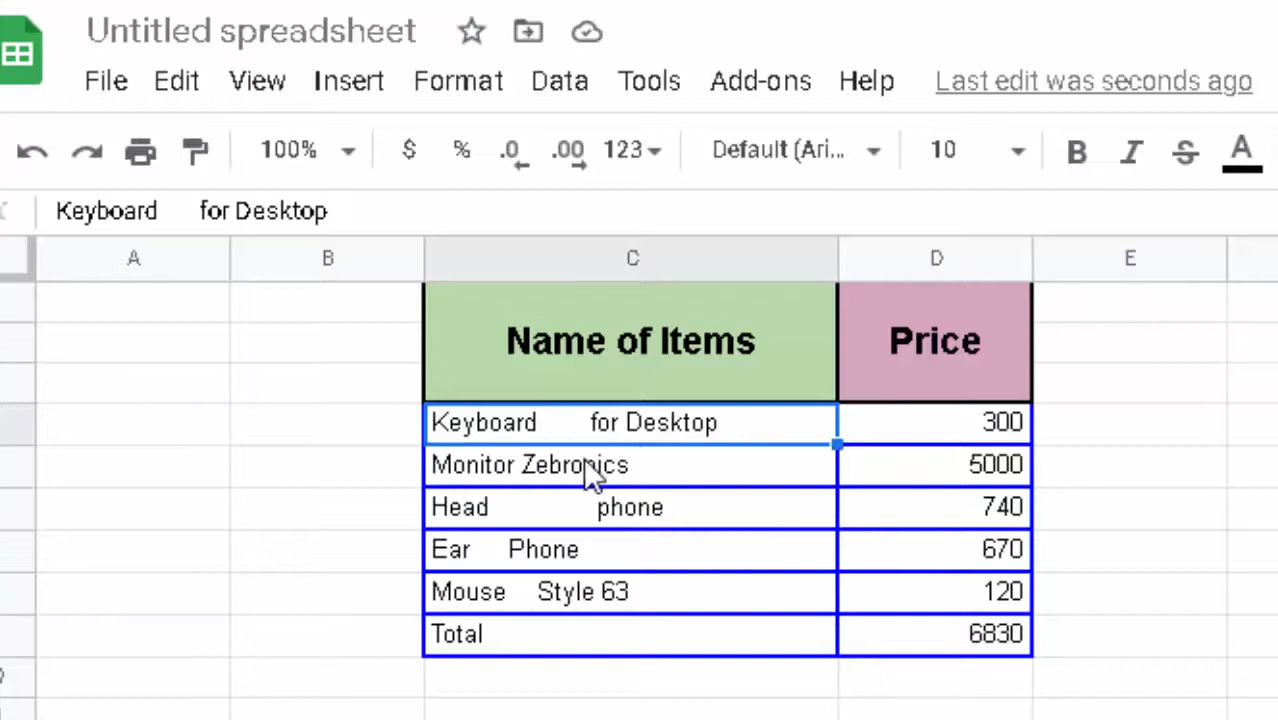 Untitled spreadsheet
File Edit View Insert Format Data Tools Add-ons Help Last edit was seconds ago
100% $ % .0 .00 123 Default (Ari... 10 B I S A
Keyboard       for Desktop
A B C D E
Name of Items Price
Keyboard        for Desktop 300
Monitor Zebronics 5000
Head                phone 740
Ear      Phone 670
Mouse     Style 63 120
Total 6830